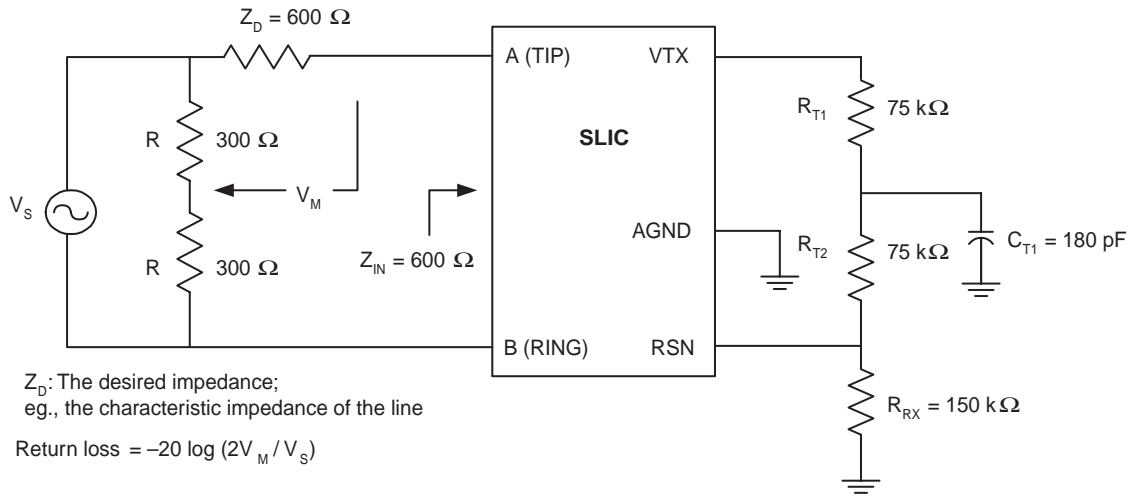 Z_D = 600 Ω
A (TIP)
VTX
R_T1
75 kΩ
SLIC
R
300 Ω
V_M
V_S
AGND
R_T2
75 kΩ
C_T1 = 180 pF
R
300 Ω
Z_IN = 600 Ω
B (RING)
RSN
Z_D: The desired impedance;
eg., the characteristic impedance of the line
R_RX = 150 kΩ
Return loss = –20 log (2V_M / V_S)